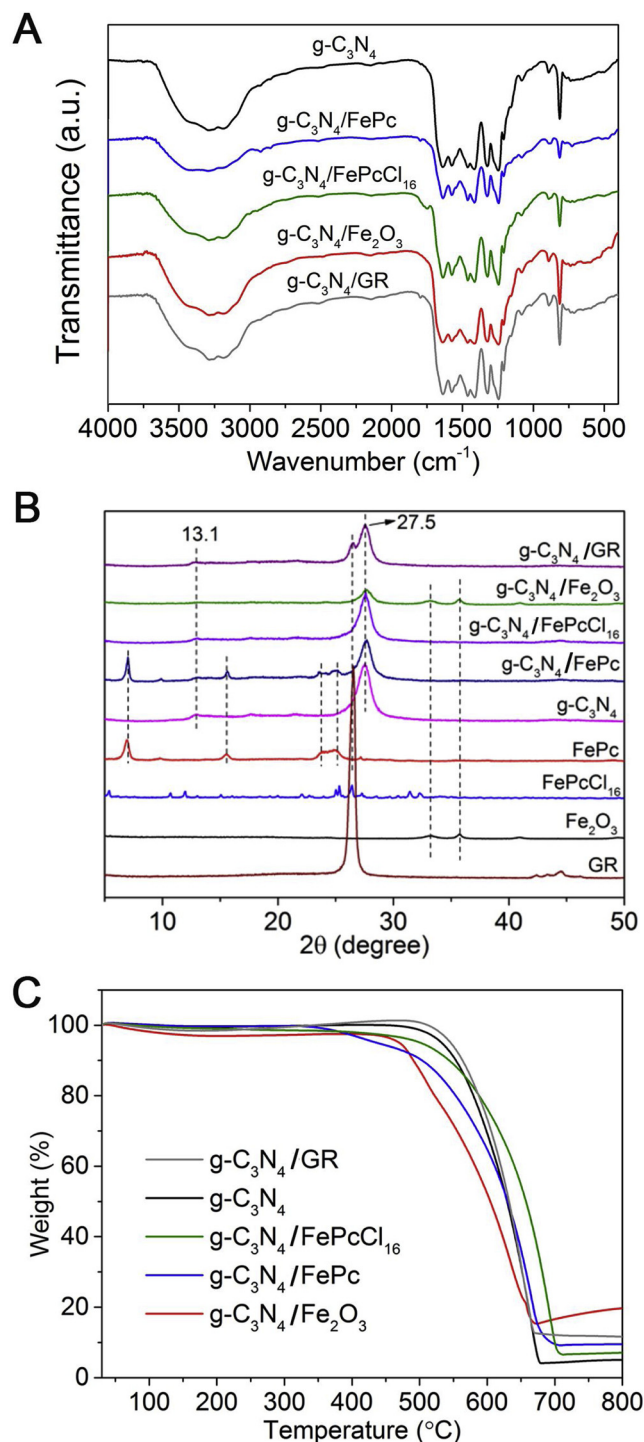 A
Transmittance (a.u.)
g-C₃N₄
g-C₃N₄/FePc
g-C₃N₄/FePcCl₁₆
g-C₃N₄/Fe₂O₃
g-C₃N₄/GR
4000 3500 3000 2500 2000 1500 1000 500
Wavenumber (cm⁻¹)
B
13.1
27.5
g-C₃N₄/GR
g-C₃N₄/Fe₂O₃
g-C₃N₄/FePcCl₁₆
g-C₃N₄/FePc
g-C₃N₄
FePc
FePcCl₁₆
Fe₂O₃
GR
10 20 30 40 50
2θ (degree)
C
Weight (%)
100
80
60
40
20
0
g-C₃N₄/GR
g-C₃N₄
g-C₃N₄/FePcCl₁₆
g-C₃N₄/FePc
g-C₃N₄/Fe₂O₃
100 200 300 400 500 600 700 800
Temperature (°C)